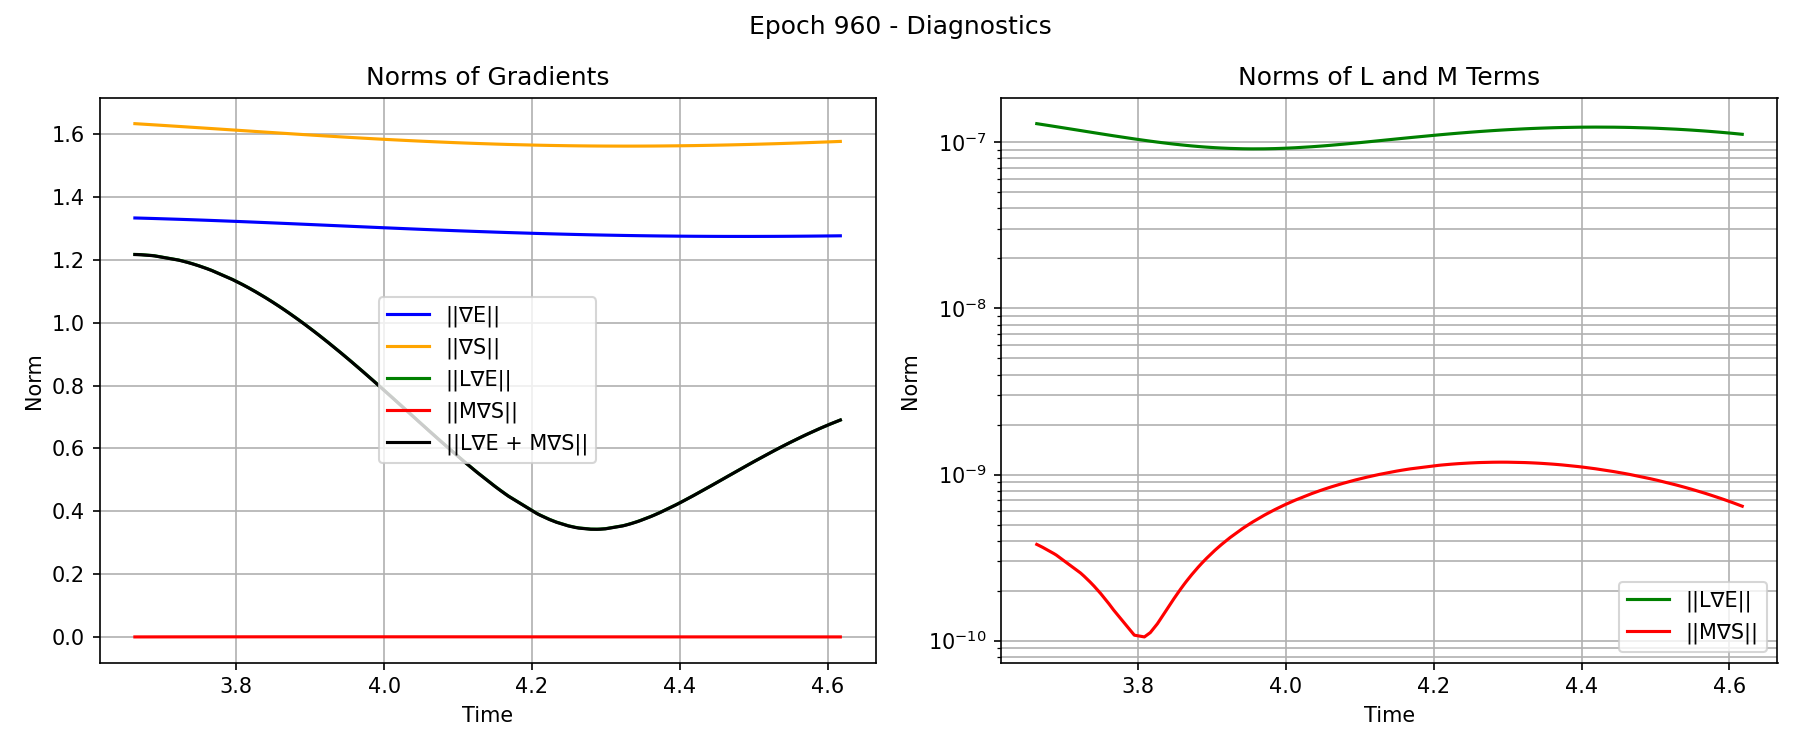 Epoch 960 - Diagnostics
Norms of Gradients
Norm
1.6
1.4
1.2
1.0
0.8
0.6
0.4
0.2
0.0
||∇E||
||∇S||
||L∇E||
||M∇S||
||L∇E + M∇S||
3.8 4.0 4.2 4.4 4.6
Time
Norms of L and M Terms
Norm
10⁻⁷
10⁻⁸
10⁻⁹
10⁻¹⁰
||L∇E||
||M∇S||
3.8 4.0 4.2 4.4 4.6
Time